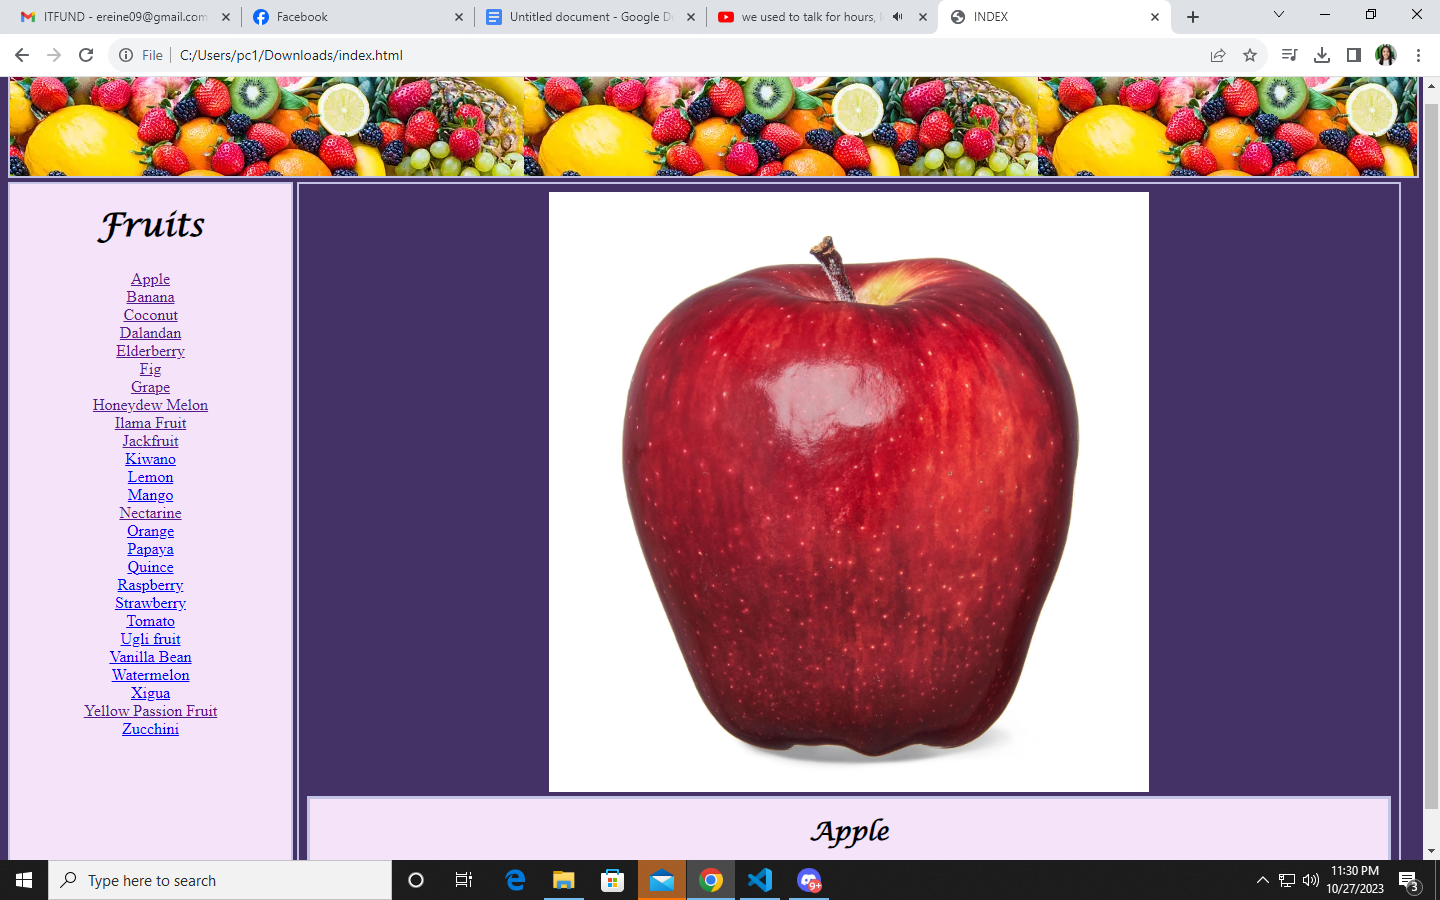 ITFUND - ereine09@gmail.com
Facebook
Untitled document - Google D
we used to talk for hours,
INDEX
File
C:/Users/pc1/Downloads/index.html
Fruits
Apple
Banana
Coconut
Dalandan
Elderberry
Fig
Grape
Honeydew Melon
Ilama Fruit
Jackfruit
Kiwano
Lemon
Mango
Nectarine
Orange
Papaya
Quince
Raspberry
Strawberry
Tomato
Ugli fruit
Vanilla Bean
Watermelon
Xigua
Yellow Passion Fruit
Zucchini
Apple
Type here to search
9+
11:30 PM
10/27/2023
3